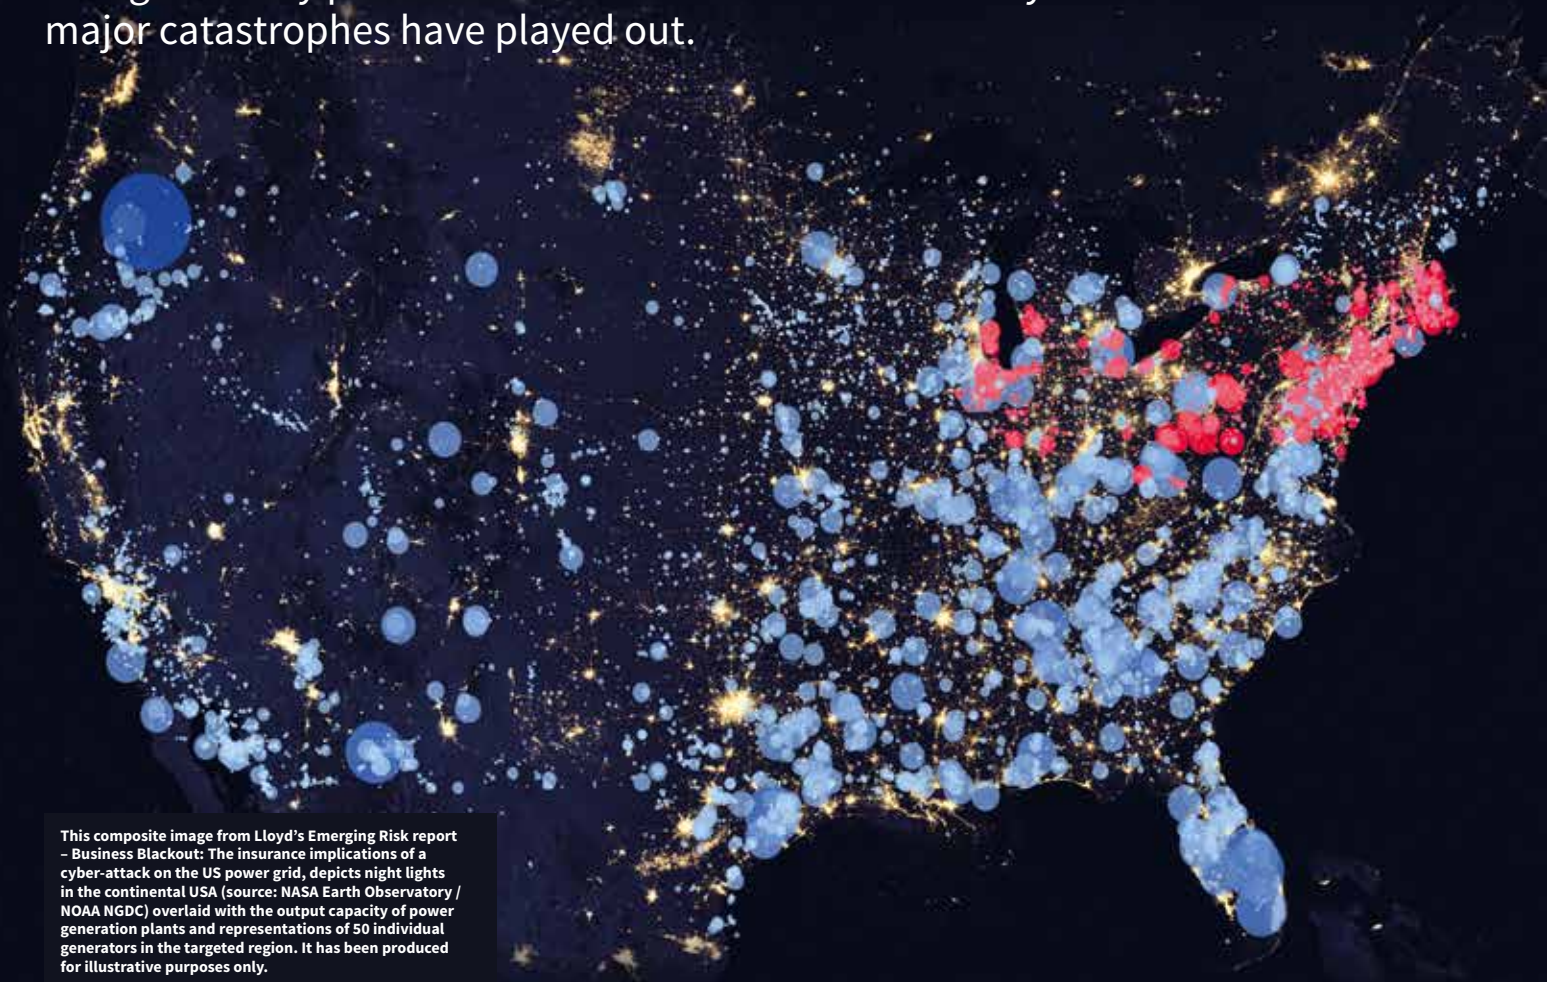 major catastrophes have played out.
This composite image from Lloyd’s Emerging Risk report
– Business Blackout: The insurance implications of a
cyber-attack on the US power grid, depicts night lights
in the continental USA (source: NASA Earth Observatory /
NOAA NGDC) overlaid with the output capacity of power
generation plants and representations of 50 individual
generators in the targeted region. It has been produced
for illustrative purposes only.